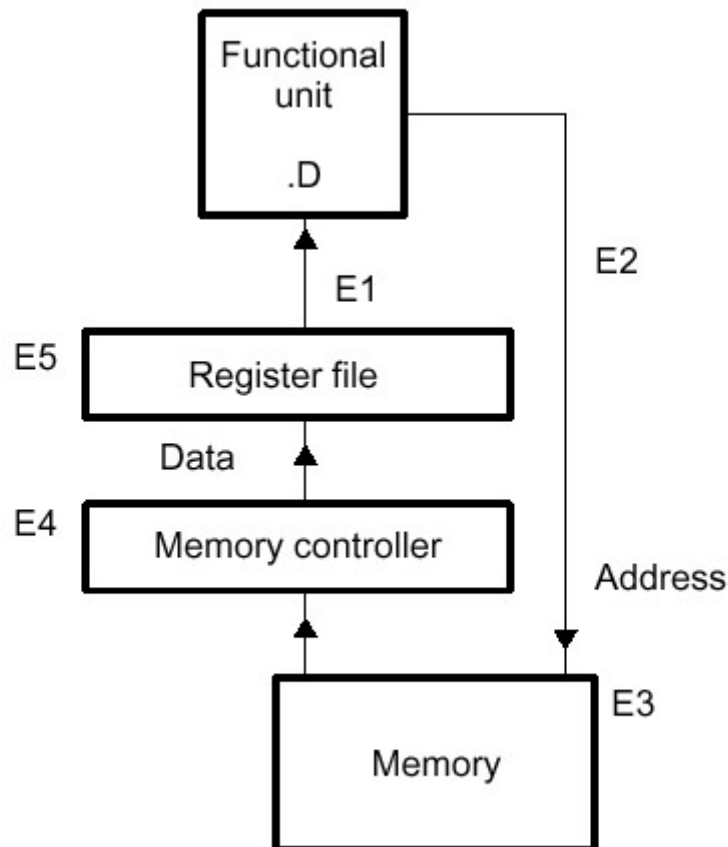 Functional
unit
.D
E2
E1
E5
Register file
Data
E4
Memory controller
Address
E3
Memory